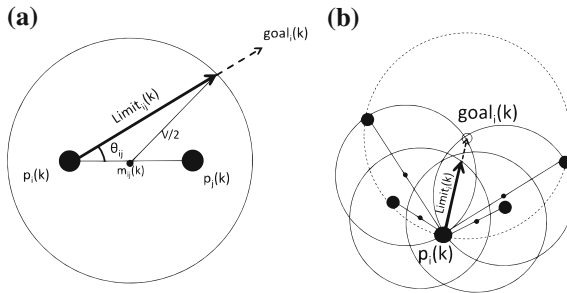 (a)
goal_i(k)
Limit_ij(k)
V/2
θ_ij
p_i(k)
m_ij(k)
p_j(k)
(b)
goal_i(k)
Limit_i(k)
p_i(k)